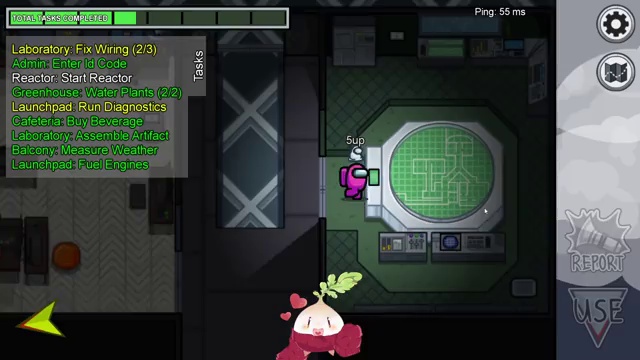 TOTAL TASKS COMPLETED
Ping: 55 ms
Laboratory: Fix Wiring (2/3)
Admin: Enter Id Code
Reactor: Start Reactor
Greenhouse: Water Plants (2/2)
Launchpad: Run Diagnostics
Cafeteria: Buy Beverage
Laboratory: Assemble Artifact
Balcony: Measure Weather
Launchpad: Fuel Engines
Tasks
5up
REPORT
USE